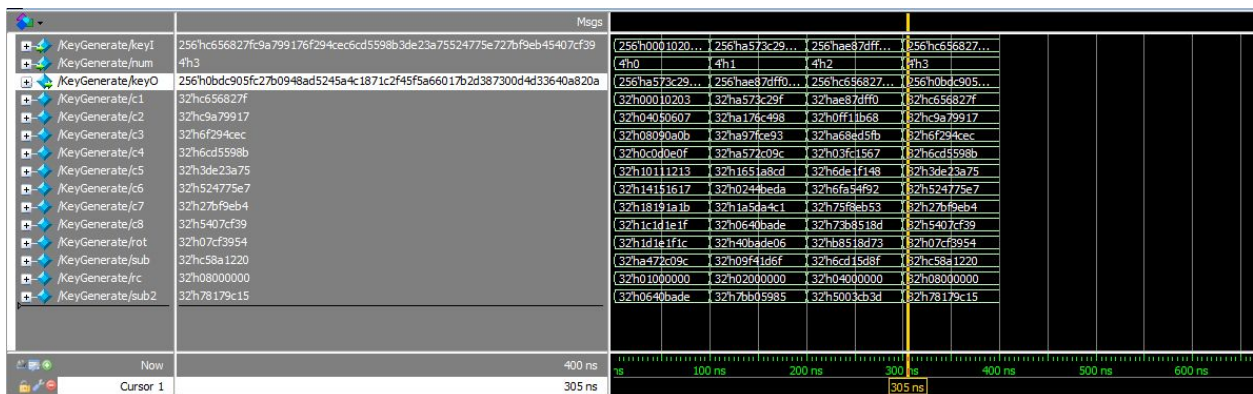 Msgs
/KeyGenerate/keyI 256'hc656827fc9a799176f294cec6cd5598b3de23a75524775e727bf9eb45407cf39 256'h0001020... 256'ha573c29... 256'hae87dff... 256'hc656827...
/KeyGenerate/num 4'h3 4'h0 4'h1 4'h2 4'h3
/KeyGenerate/keyO 256'h0bdc905fc27b0948ad5245a4c1871c2f45f5a66017b2d387300d4d33640a820a 256'ha573c29... 256'hae87dff0... 256'hc656827... 256'h0bdc905...
/KeyGenerate/c1 32'hc656827f 32'h00010203 32'ha573c29f 32'hae87dff0 32'hc656827f
/KeyGenerate/c2 32'hc9a79917 32'h04050607 32'ha176c498 32'h0ff11b68 32'hc9a79917
/KeyGenerate/c3 32'h6f294cec 32'h08090a0b 32'ha97fce93 32'ha68ed5fb 32'h6f294cec
/KeyGenerate/c4 32'h6cd5598b 32'h0c0d0e0f 32'ha572c09c 32'h03fc1567 32'h6cd5598b
/KeyGenerate/c5 32'h3de23a75 32'h10111213 32'h1651a8cd 32'h6de1f148 32'h3de23a75
/KeyGenerate/c6 32'h524775e7 32'h14151617 32'h0244beda 32'h6fa54f92 32'h524775e7
/KeyGenerate/c7 32'h27bf9eb4 32'h18191a1b 32'h1a5da4c1 32'h75f8eb53 32'h27bf9eb4
/KeyGenerate/c8 32'h5407cf39 32'h1c1d1e1f 32'h0640bade 32'h73b8518d 32'h5407cf39
/KeyGenerate/rot 32'h07cf3954 32'h1d1e1f1c 32'h40bade06 32'hb8518d73 32'h07cf3954
/KeyGenerate/sub 32'hc58a1220 32'ha472c09c 32'h09f41d6f 32'h6cd15d8f 32'hc58a1220
/KeyGenerate/rc 32'h08000000 32'h01000000 32'h02000000 32'h04000000 32'h08000000
/KeyGenerate/sub2 32'h78179c15 32'h0640bade 32'h7bb05985 32'h5003cb3d 32'h78179c15
Now 400 ns ns 100 ns 200 ns 300 ns 400 ns 500 ns 600 ns
Cursor 1 305 ns 305 ns